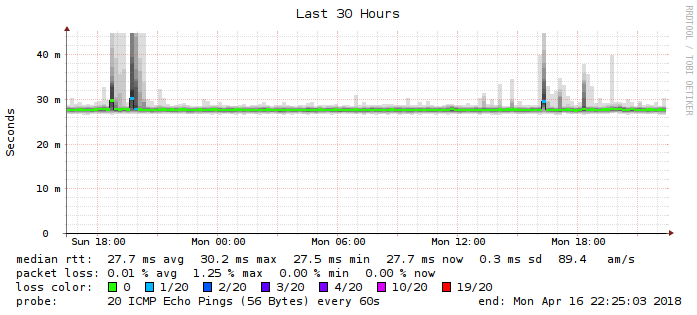 Last 30 Hours
RRDTOOL / TOBI OETIKER
Seconds
40 m
30 m
20 m
10 m
0
Sun 18:00 Mon 00:00 Mon 06:00 Mon 12:00 Mon 18:00
median rtt: 27.7 ms avg 30.2 ms max 27.5 ms min 27.7 ms now 0.3 ms sd 89.4 am/s
packet loss: 0.01 % avg 1.25 % max 0.00 % min 0.00 % now
loss color: 0 1/20 2/20 3/20 4/20 10/20 19/20
probe: 20 ICMP Echo Pings (56 Bytes) every 60s end: Mon Apr 16 22:25:03 2018